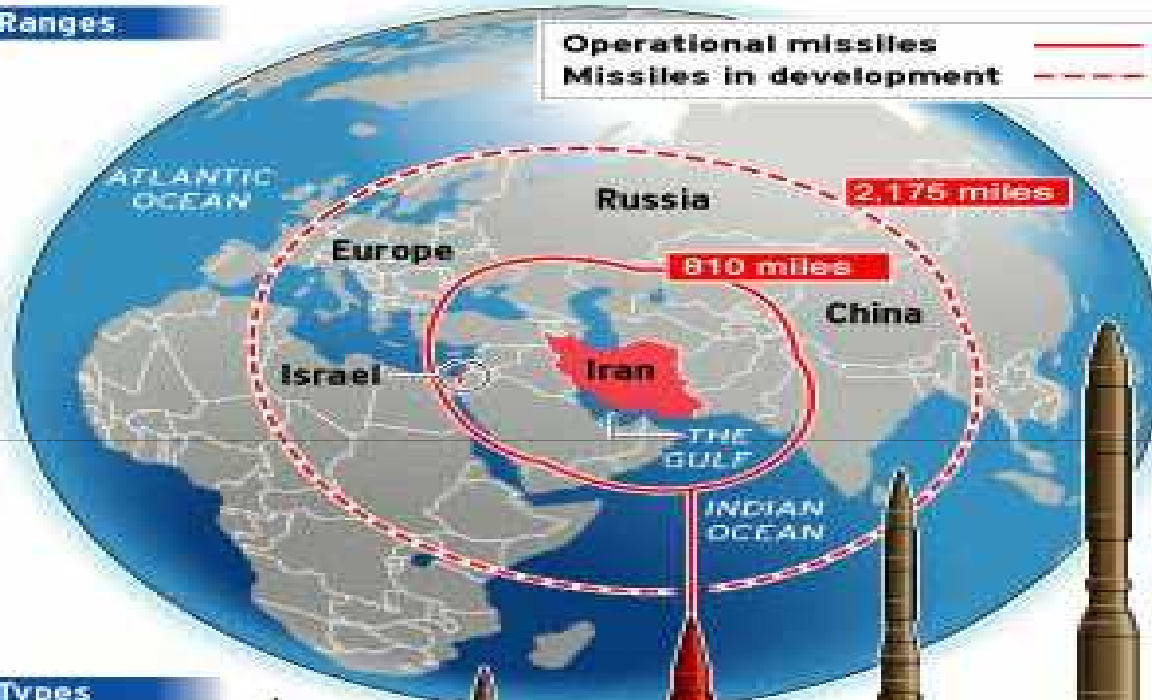 Ranges
Operational missiles
Missiles in development
ATLANTIC
OCEAN
2,175 miles
Russia
Europe
810 miles
China
Israel
Iran
THE
GULF
INDIAN
OCEAN
Types